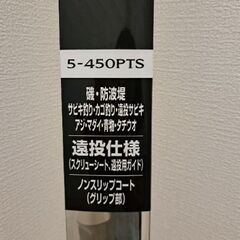 5-450PTS
磯・防波堤
サビキ釣り・カゴ釣り・遠投サビキ
アジ・マダイ・青物・タチウオ
遠投仕様
(スクリューシート、遠投用ガイド)
ノンスリップコート
(グリップ部)